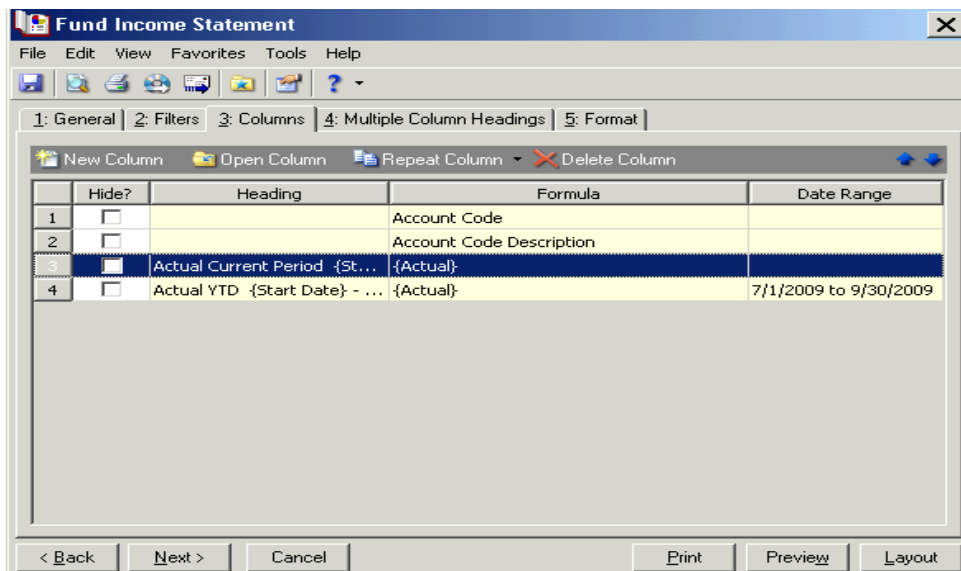 Fund Income Statement
File Edit View Favorites Tools Help
1: General 2: Filters 3: Columns 4: Multiple Column Headings 5: Format
New Column Open Column Repeat Column Delete Column
Hide? Heading Formula Date Range
1 Account Code
2 Account Code Description
3 Actual Current Period {St... {Actual}
4 Actual YTD {Start Date} - ... {Actual} 7/1/2009 to 9/30/2009
< Back Next > Cancel Print Preview Layout